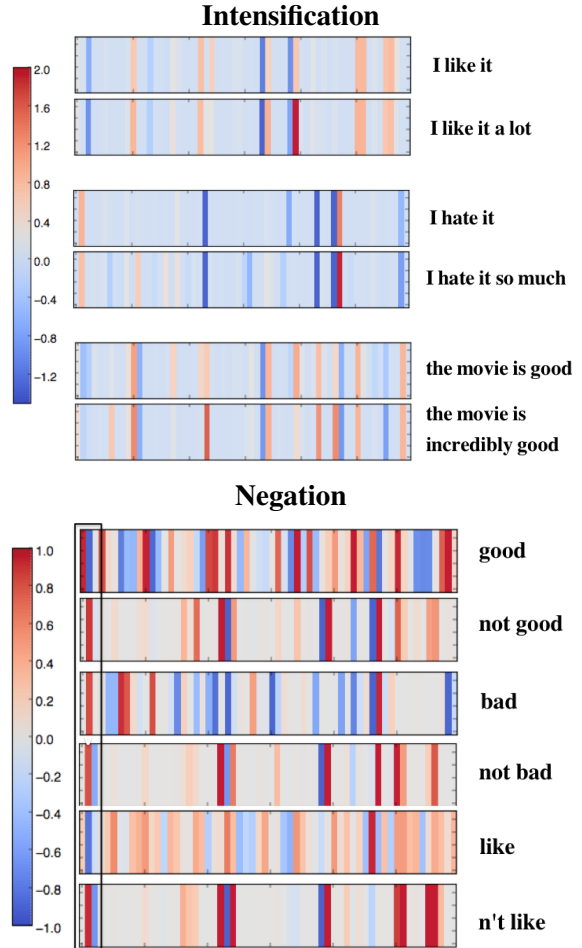 Intensification
2.0
1.6
1.2
0.8
0.4
0.0
−0.4
−0.8
−1.2
I like it
I like it a lot
I hate it
I hate it so much
the movie is good
the movie is
incredibly good
Negation
1.0
0.8
0.6
0.4
0.2
0.0
−0.2
−0.4
−0.6
−0.8
−1.0
good
not good
bad
not bad
like
n't like